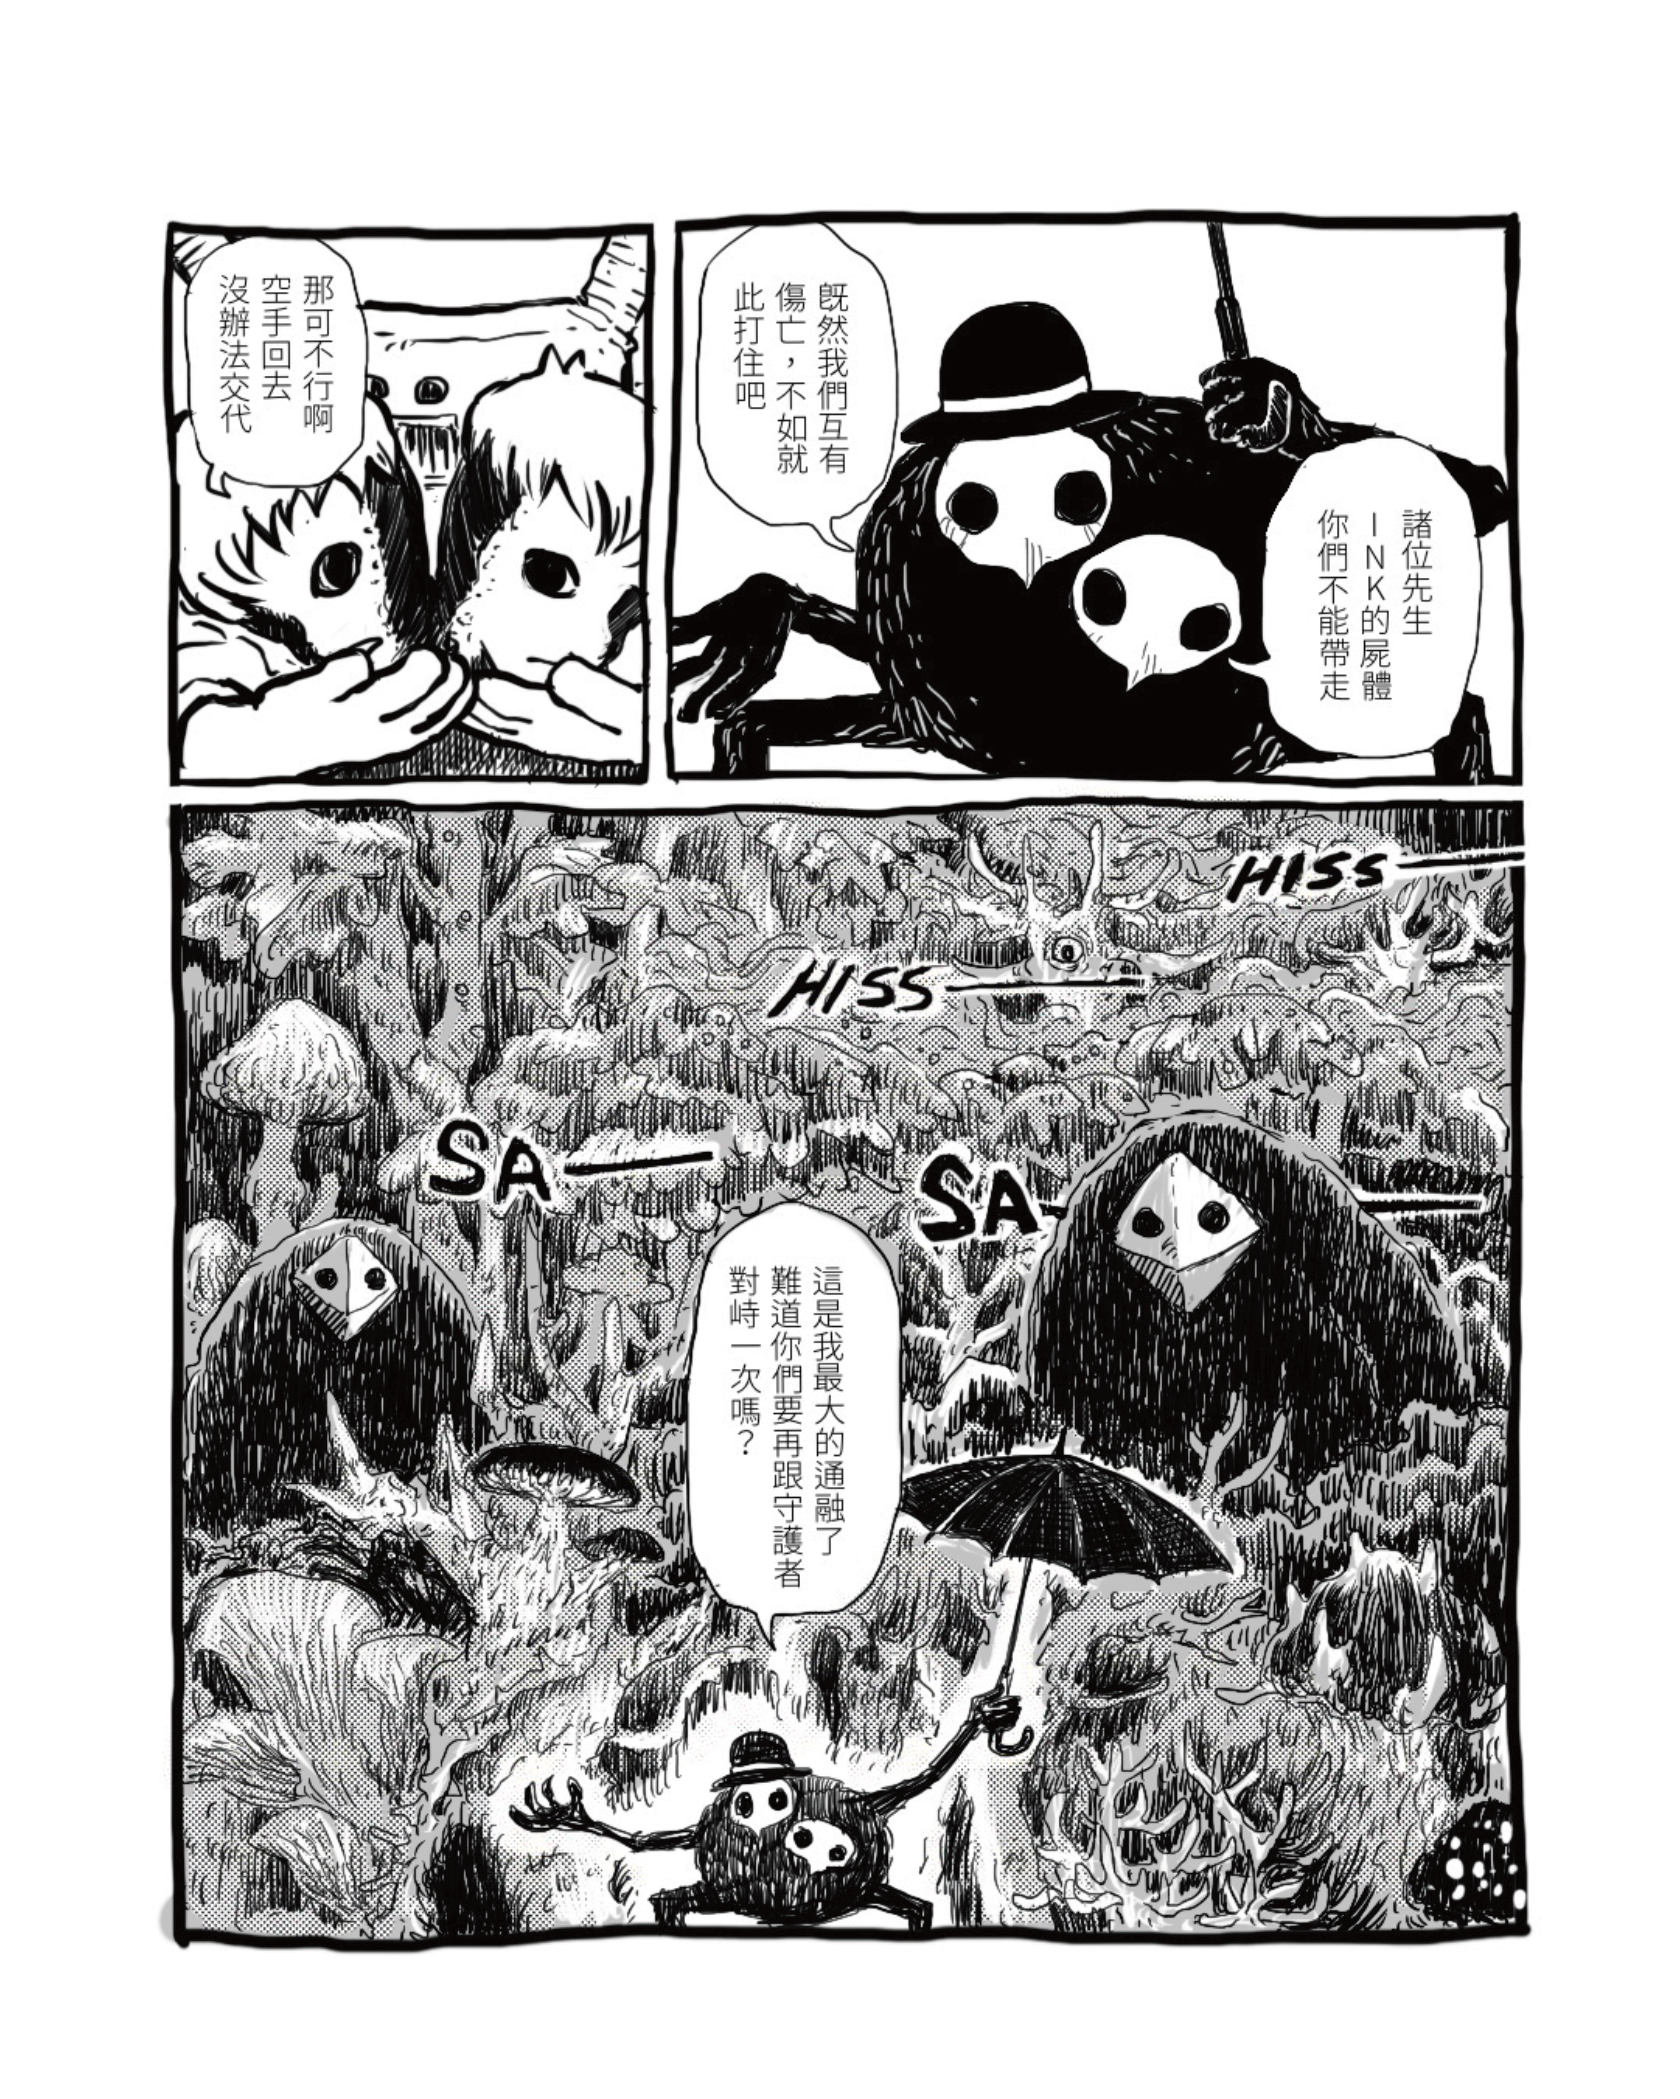 諸位先生
INK的屍體
你們不能帶走
既然我們互有
傷亡，不如就
此打住吧
那可不行啊
空手回去
沒辦法交代
HISS
HISS
SA
SA
這是我最大的通融了
難道你們要再跟守護者
對峙一次嗎？